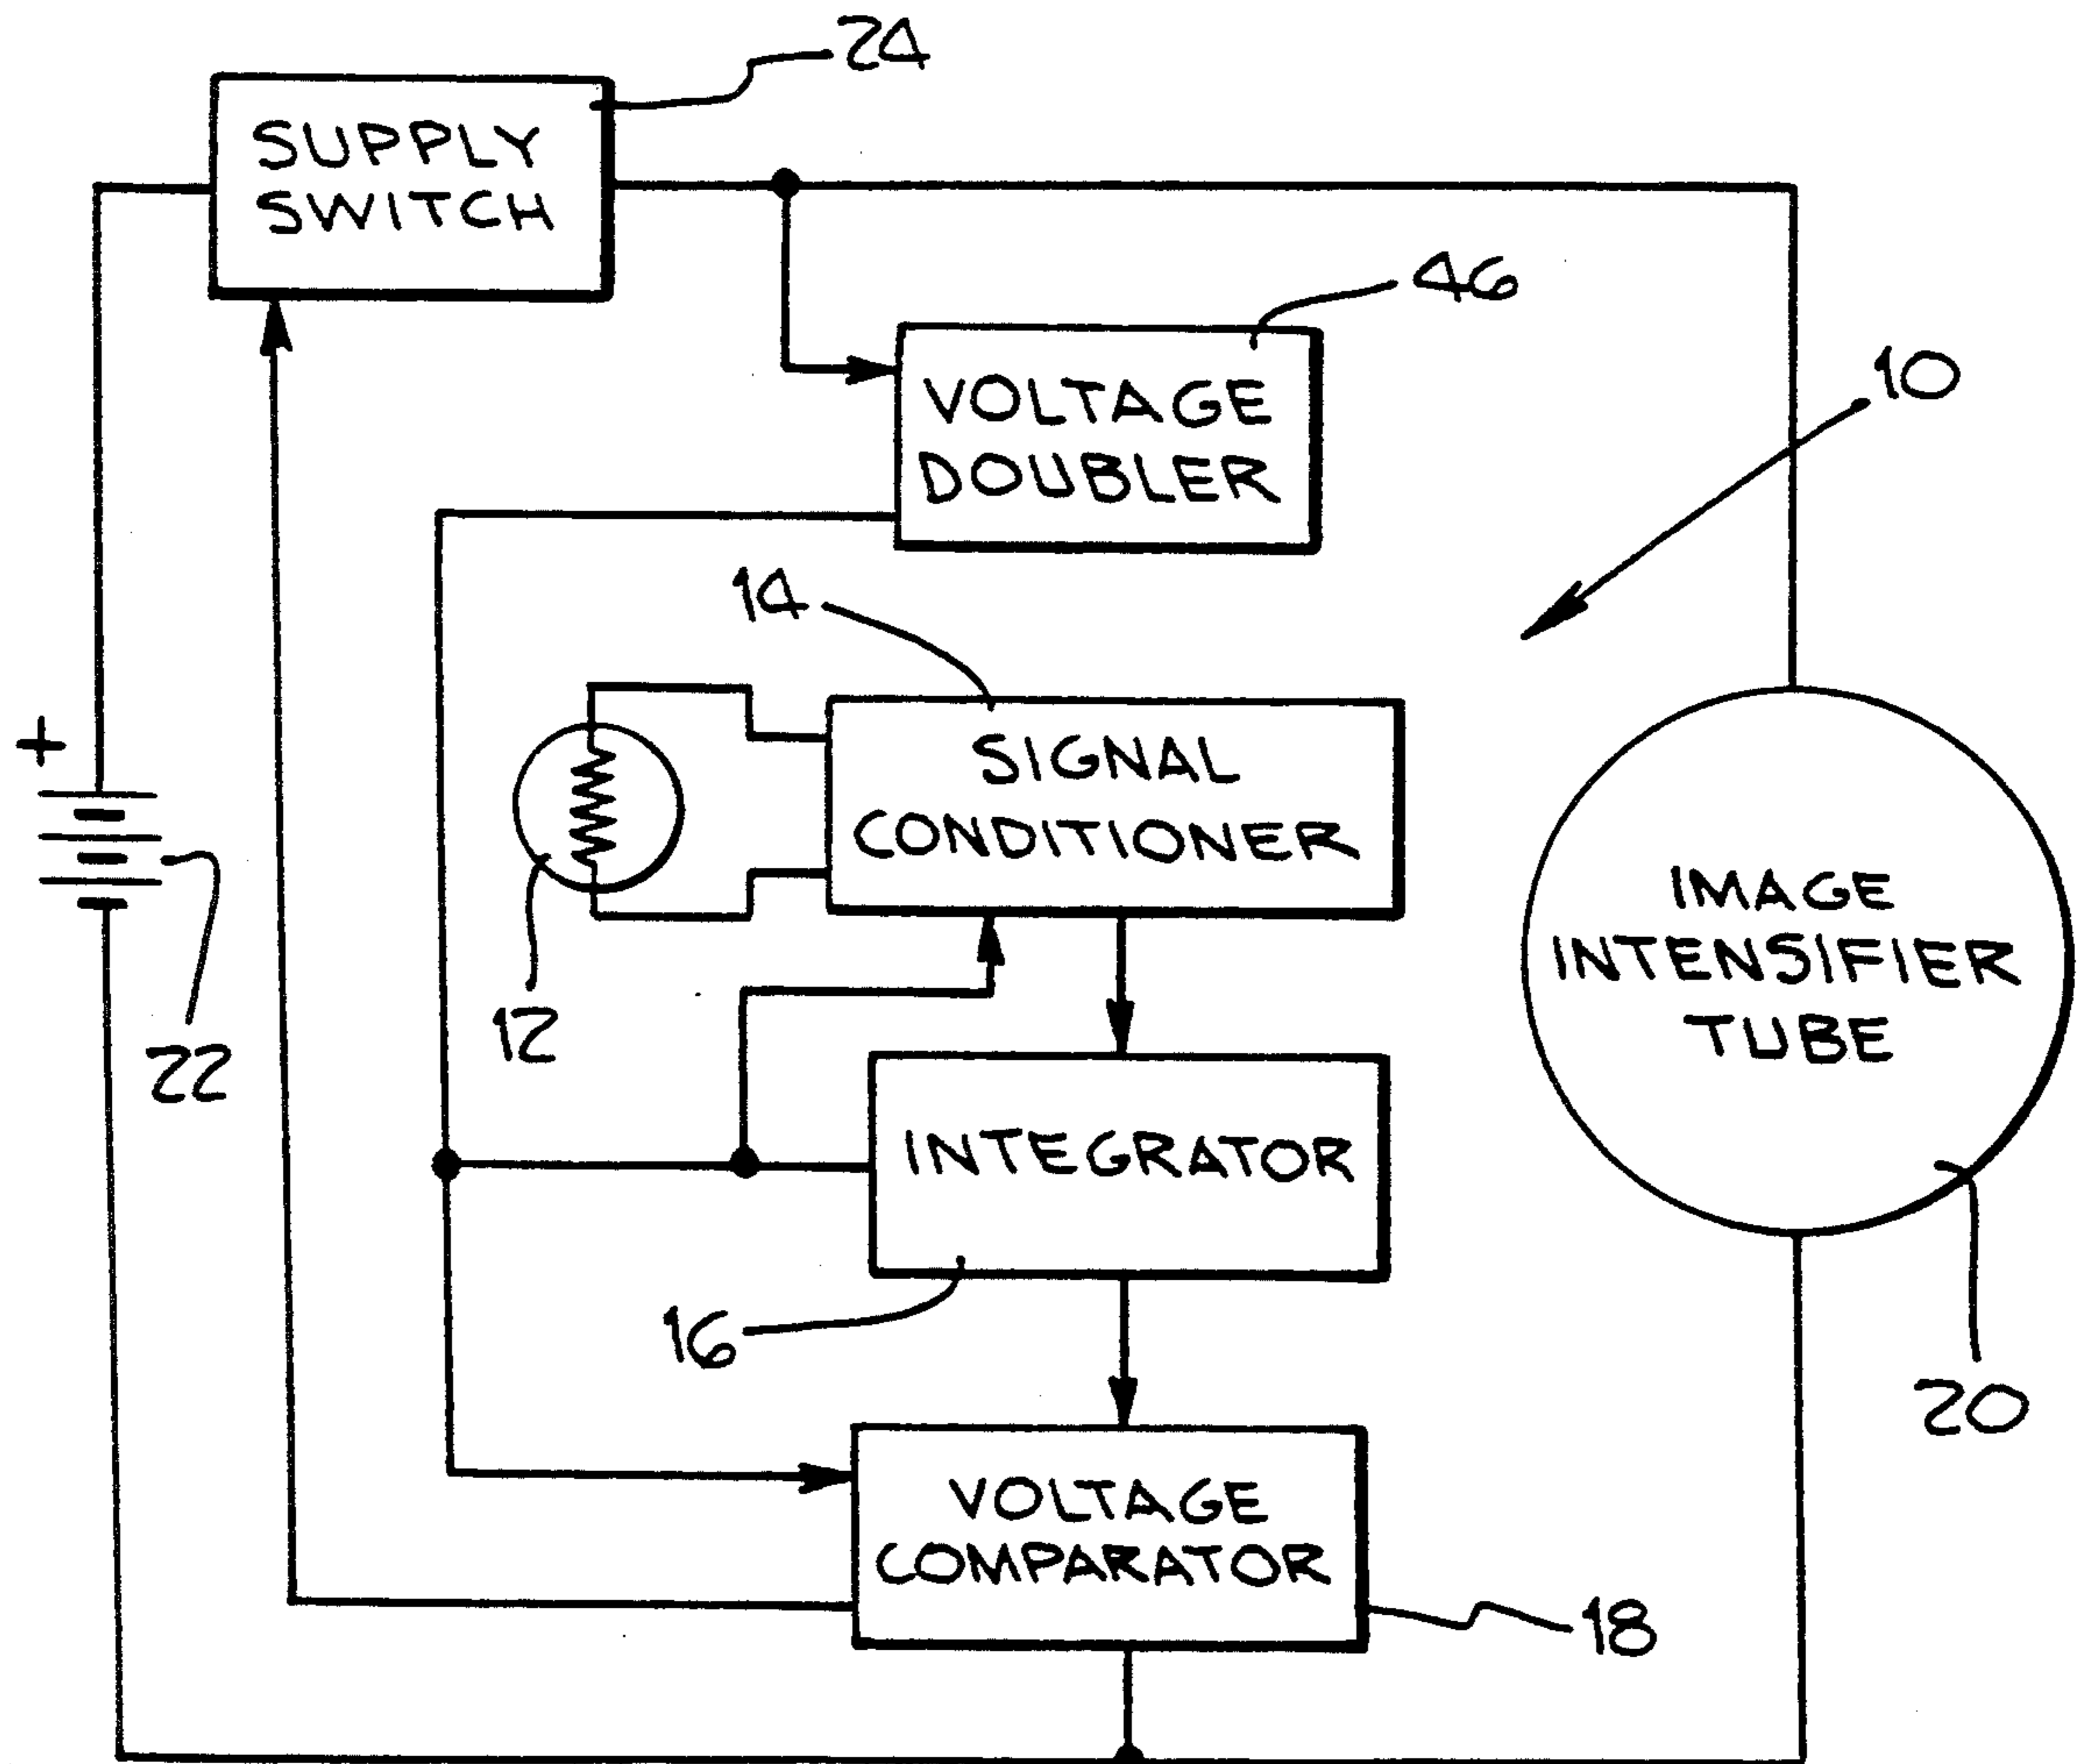 24
SUPPLY
SWITCH
46
VOLTAGE
DOUBLER
10
14
SIGNAL
CONDITIONER
+
12
22
IMAGE
INTENSIFIER
TUBE
INTEGRATOR
16
20
VOLTAGE
COMPARATOR
18